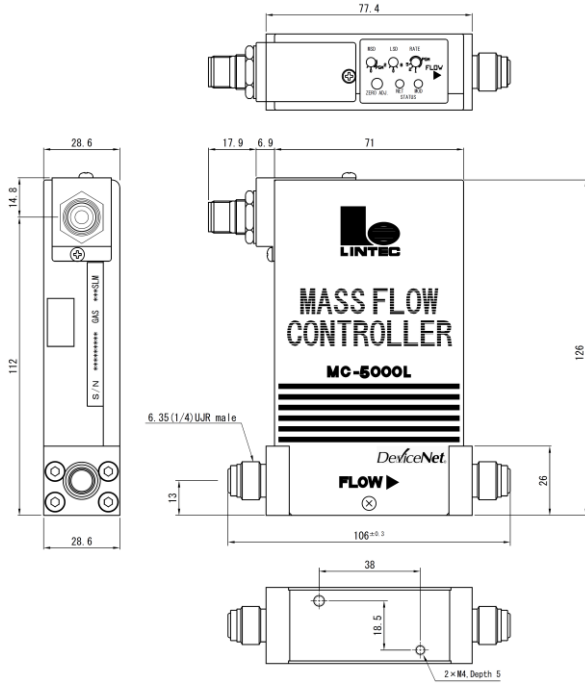 77.4
MSD LSD RATE
PGM
FLOW
ZERO ADJ NET MOD
STATUS
28.6
14.8
112
S/N ********* GAS ***SLM
28.6
17.9 6.9 71
LINTEC
MASS FLOW
CONTROLLER
MC-5000L
6.35(1/4)UJR male
DeviceNet
FLOW
13
26
126
106±0.3
38
18.5
2×M4, Depth 5